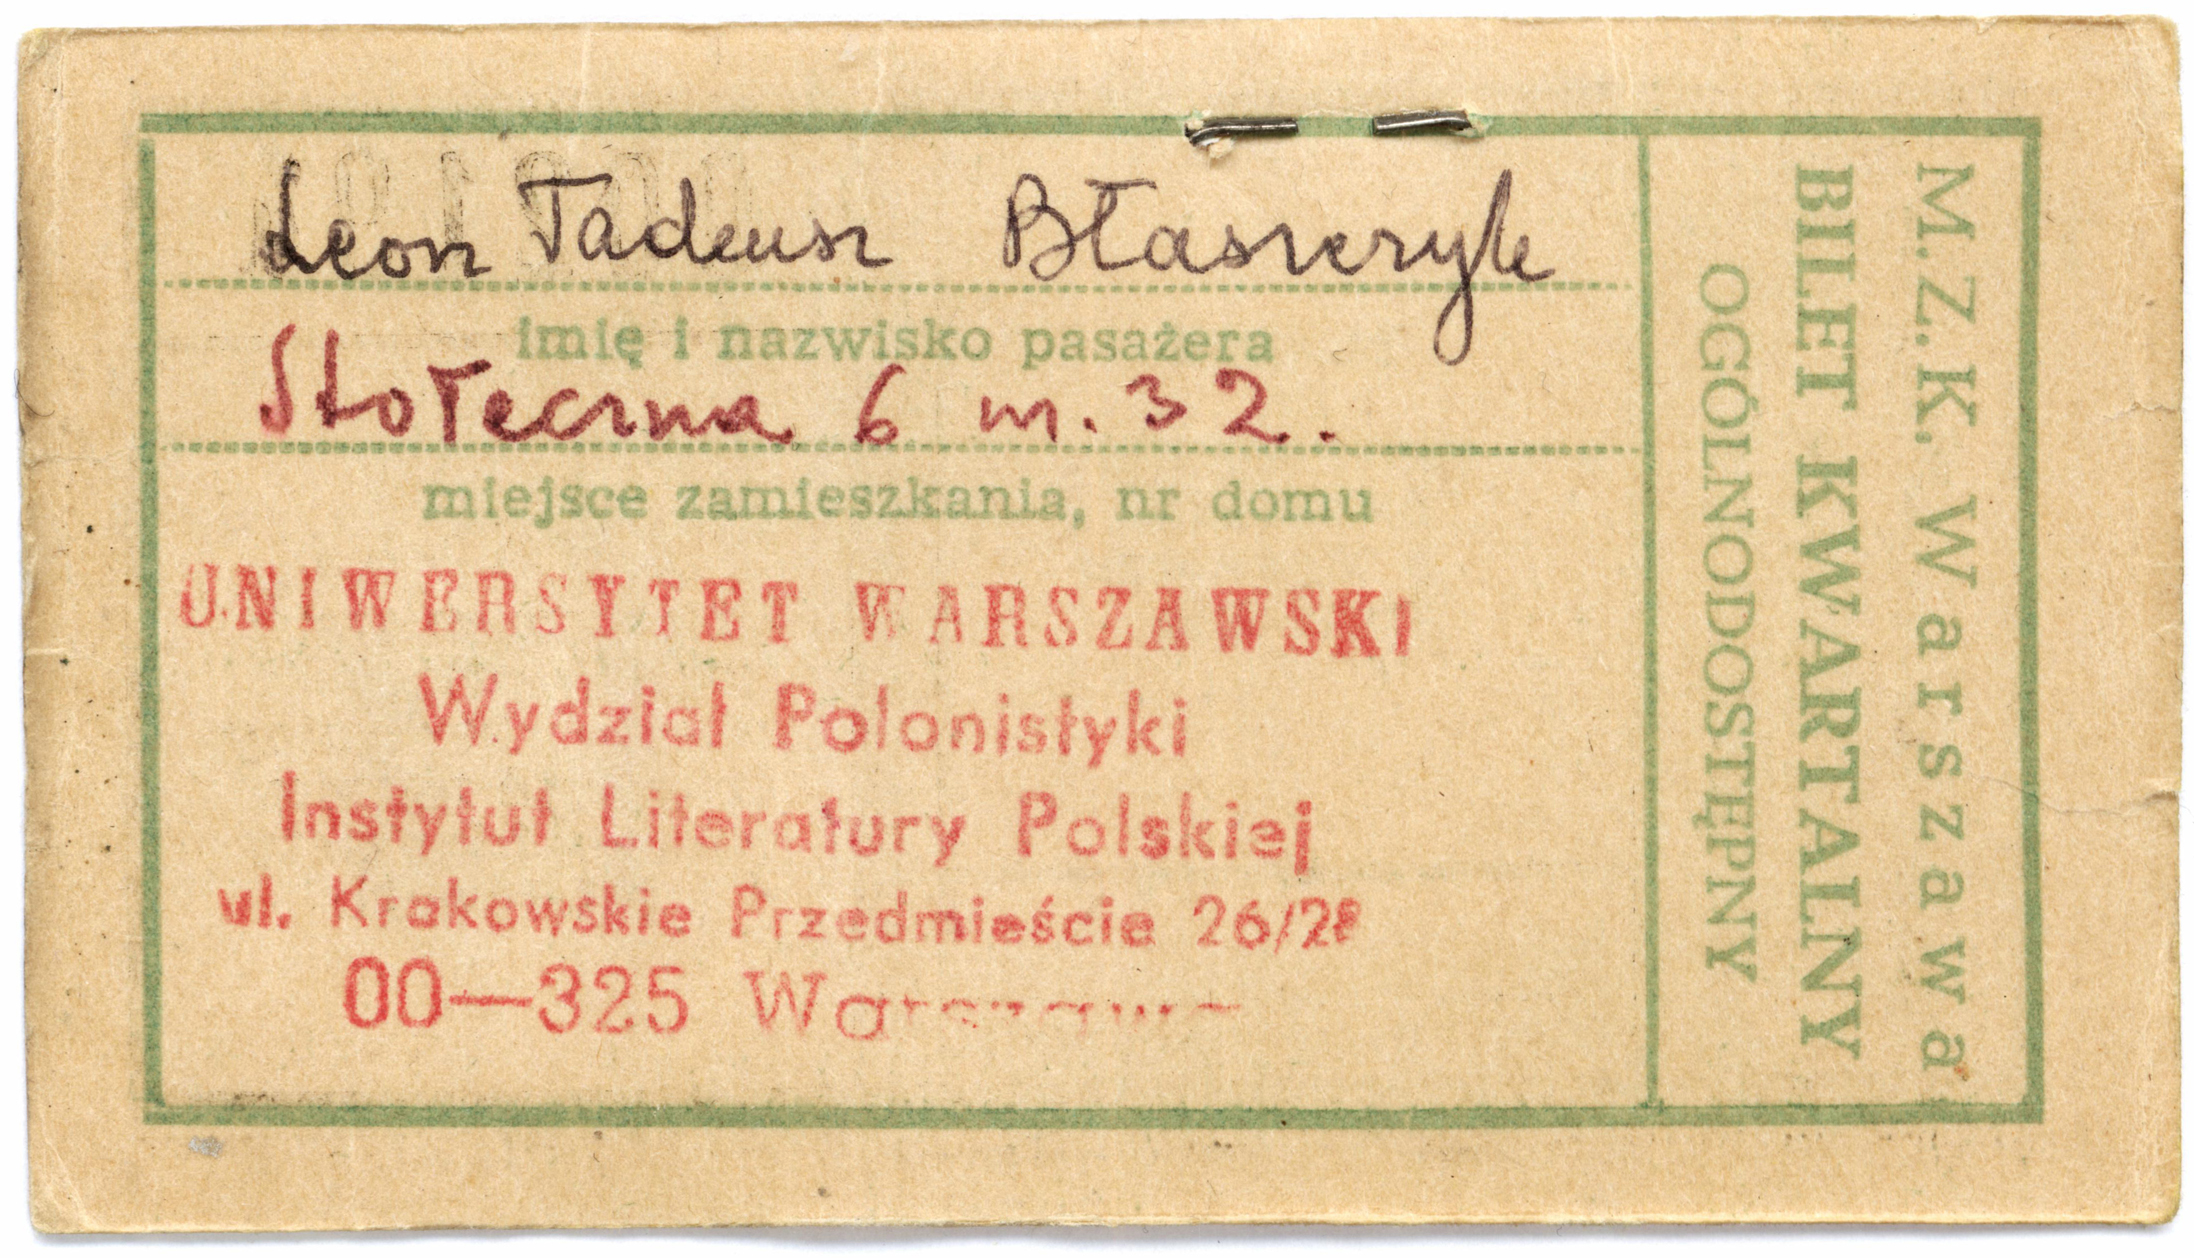 Leon Tadeusz Błaszczyk
imię i nazwisko pasażera
Stołeczna 6 m. 32.
miejsce zamieszkania, nr domu
UNIWERSYTET WARSZAWSKI
Wydział Polonistyki
Instytut Literatury Polskiej
ul. Krakowskie Przedmieście 26/28
00—325 Warszawa
M.Z.K. Warszawa
BILET KWARTALNY
OGÓLNODOSTĘPNY